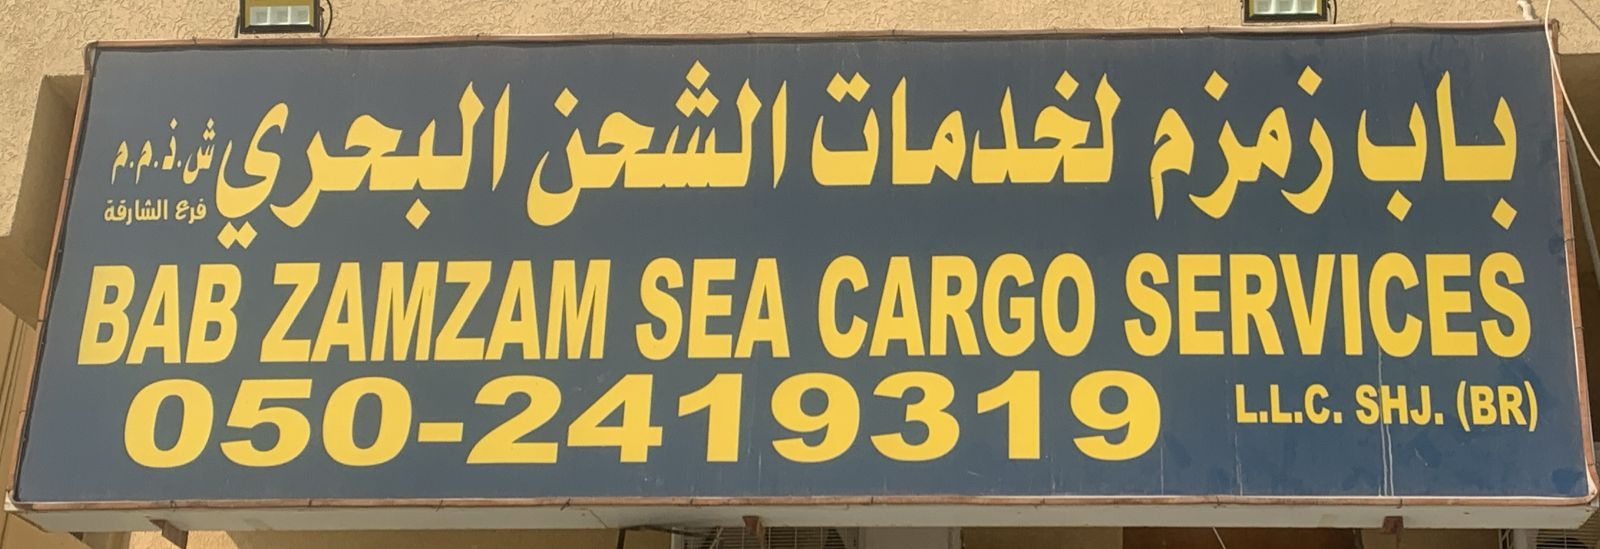 باب زمزم لخدمات الشحن البحري ش.ذ.م.م
فرع الشارقة
BAB ZAMZAM SEA CARGO SERVICES
050-2419319 L.L.C. SHJ. (BR)